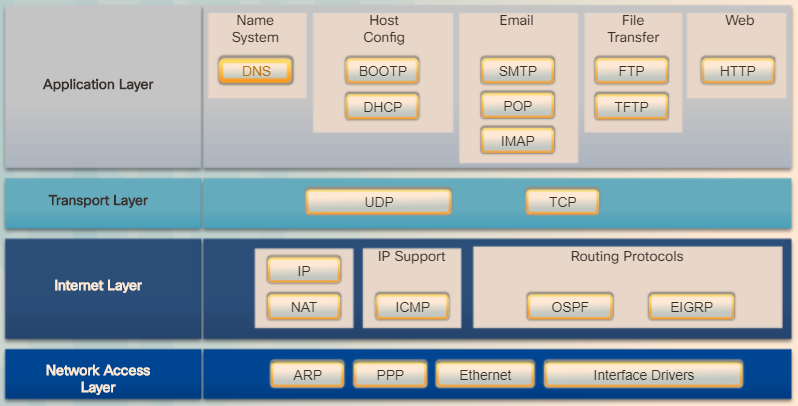 Application Layer
Name
System
DNS
Host
Config
BOOTP
DHCP
Email
SMTP
POP
IMAP
File
Transfer
FTP
TFTP
Web
HTTP
Transport Layer
UDP
TCP
Internet Layer
IP
NAT
IP Support
ICMP
Routing Protocols
OSPF
EIGRP
Network Access
Layer
ARP
PPP
Ethernet
Interface Drivers